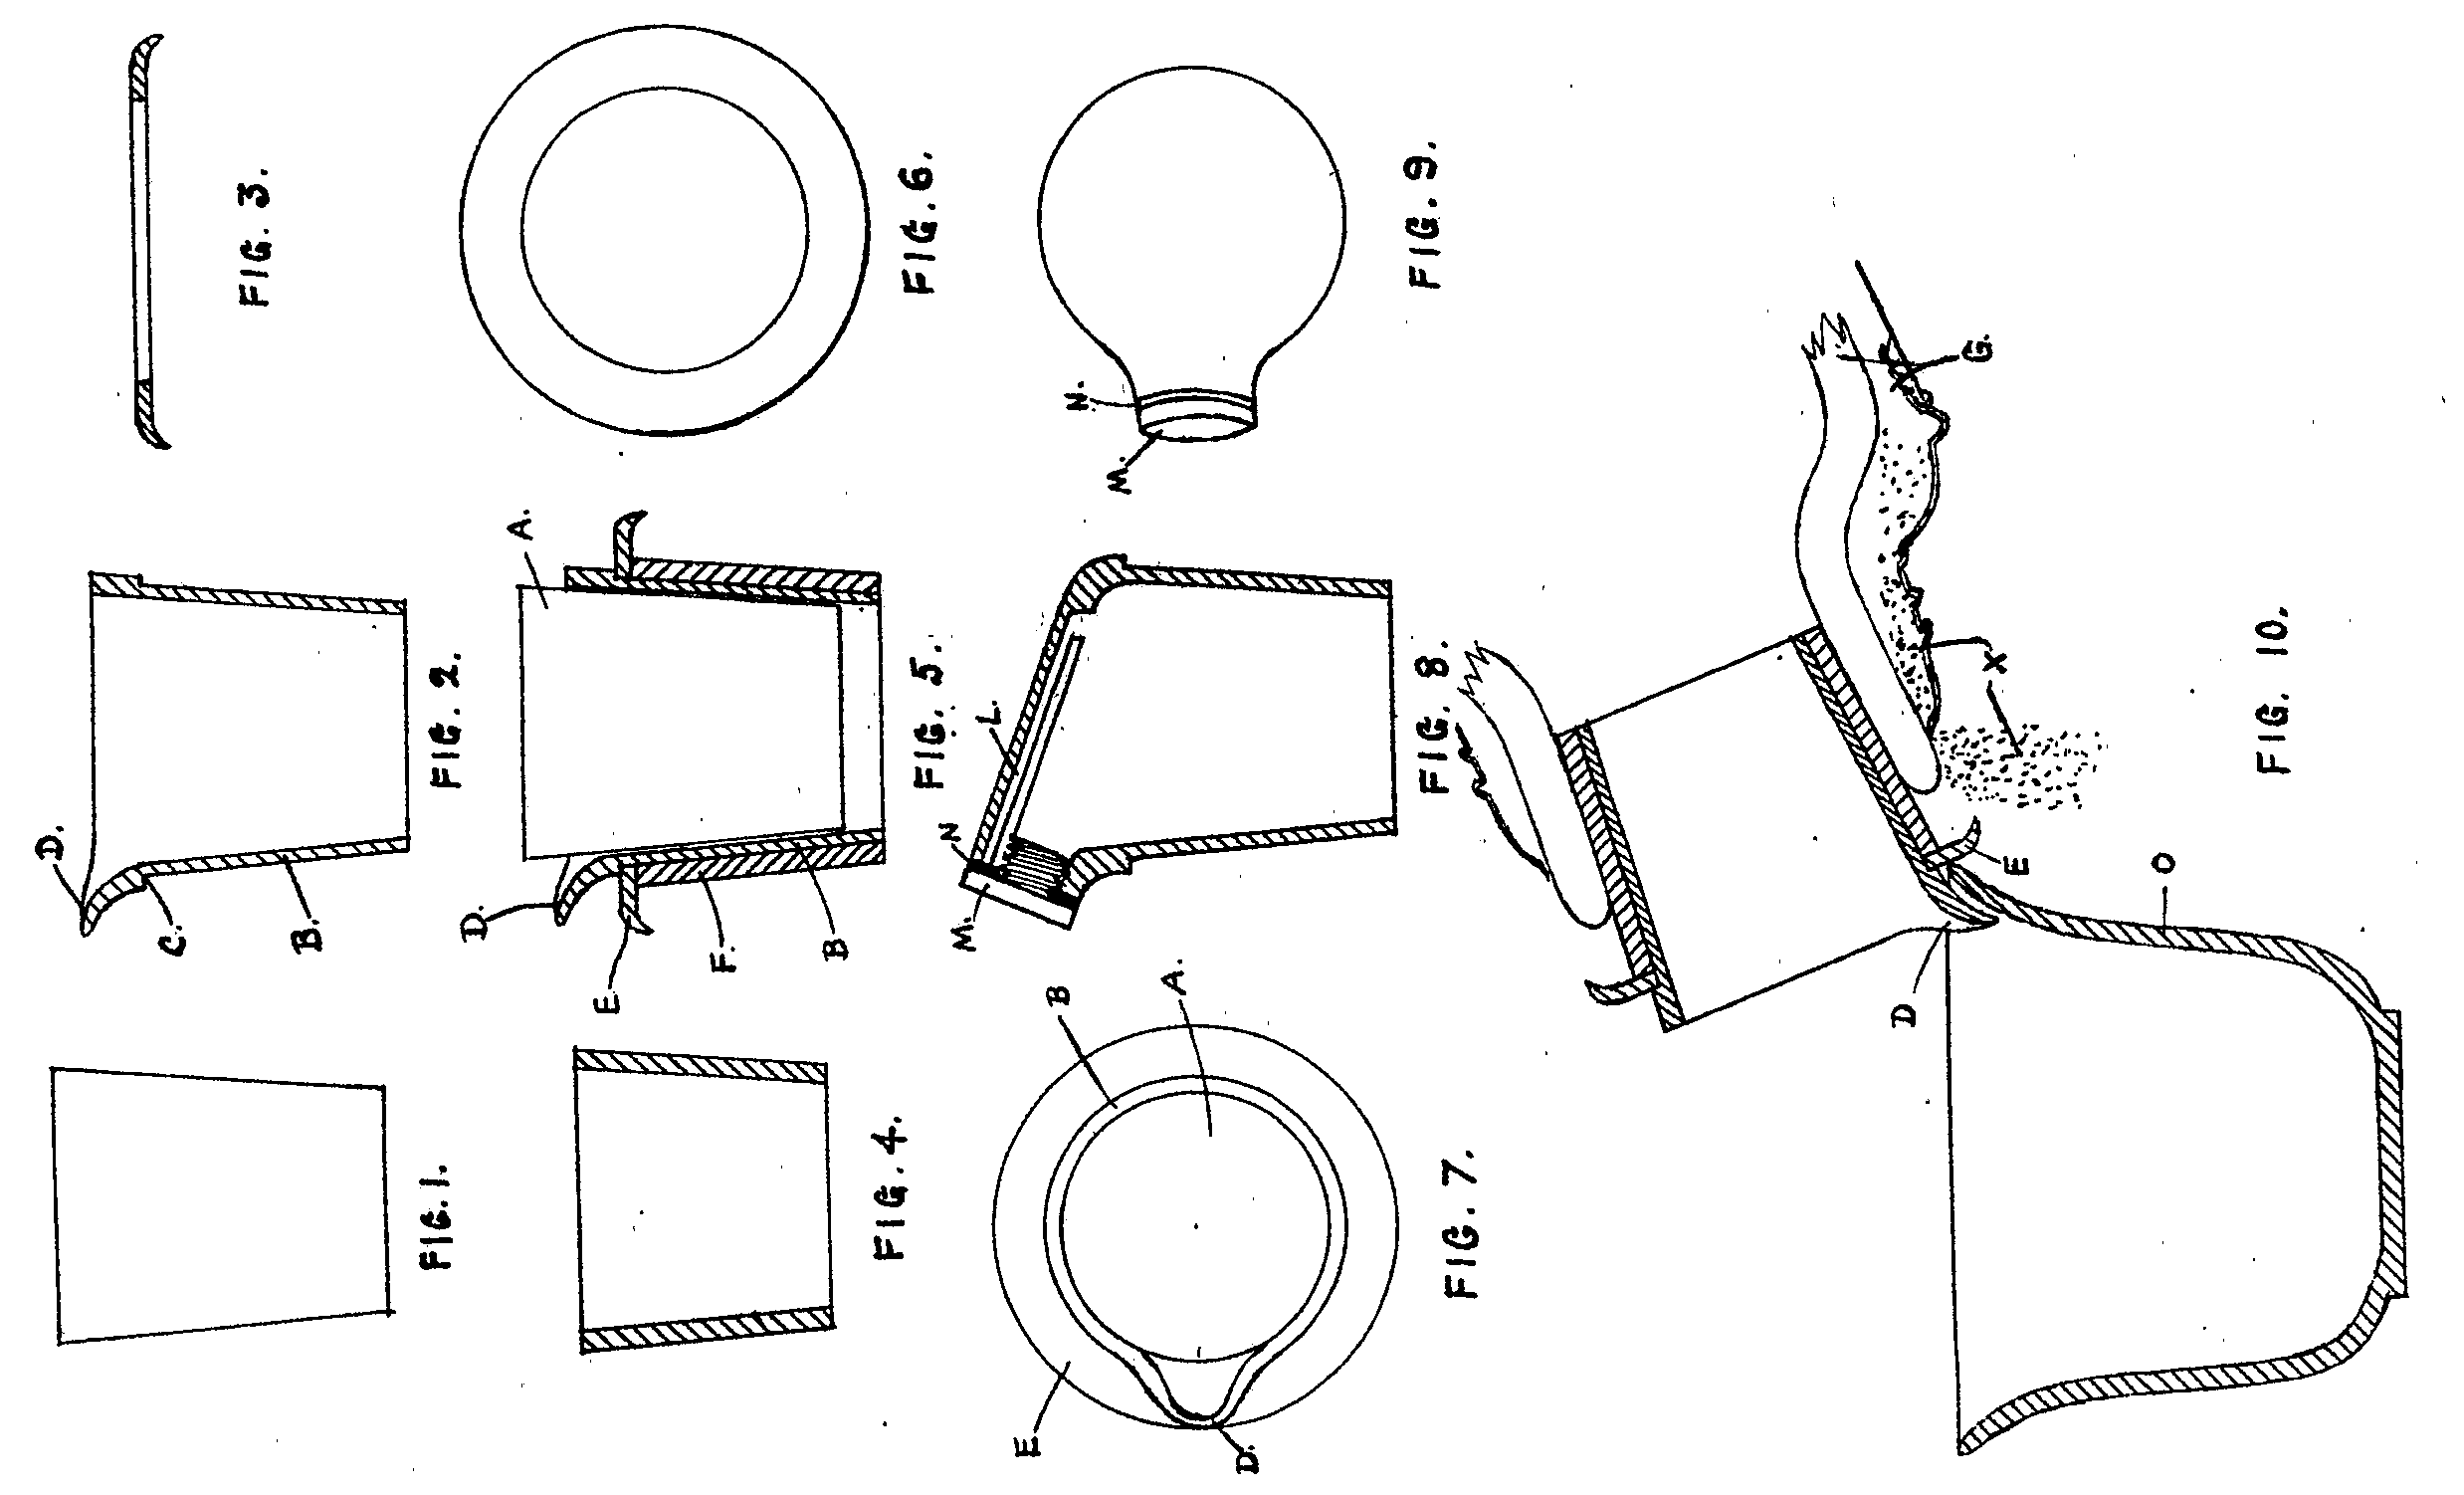 D.
C.
B.
FIG. 1.
FIG. 2.
FIG. 3.
A.
D.
E.
F.
B
FIG. 4.
FIG. 5.
FIG. 6.
B
A.
E
D.
FIG. 7.
L.
N
M.
FIG. 8.
N.
M.
FIG. 9.
G.
X
X
E
D
O
FIG. 10.